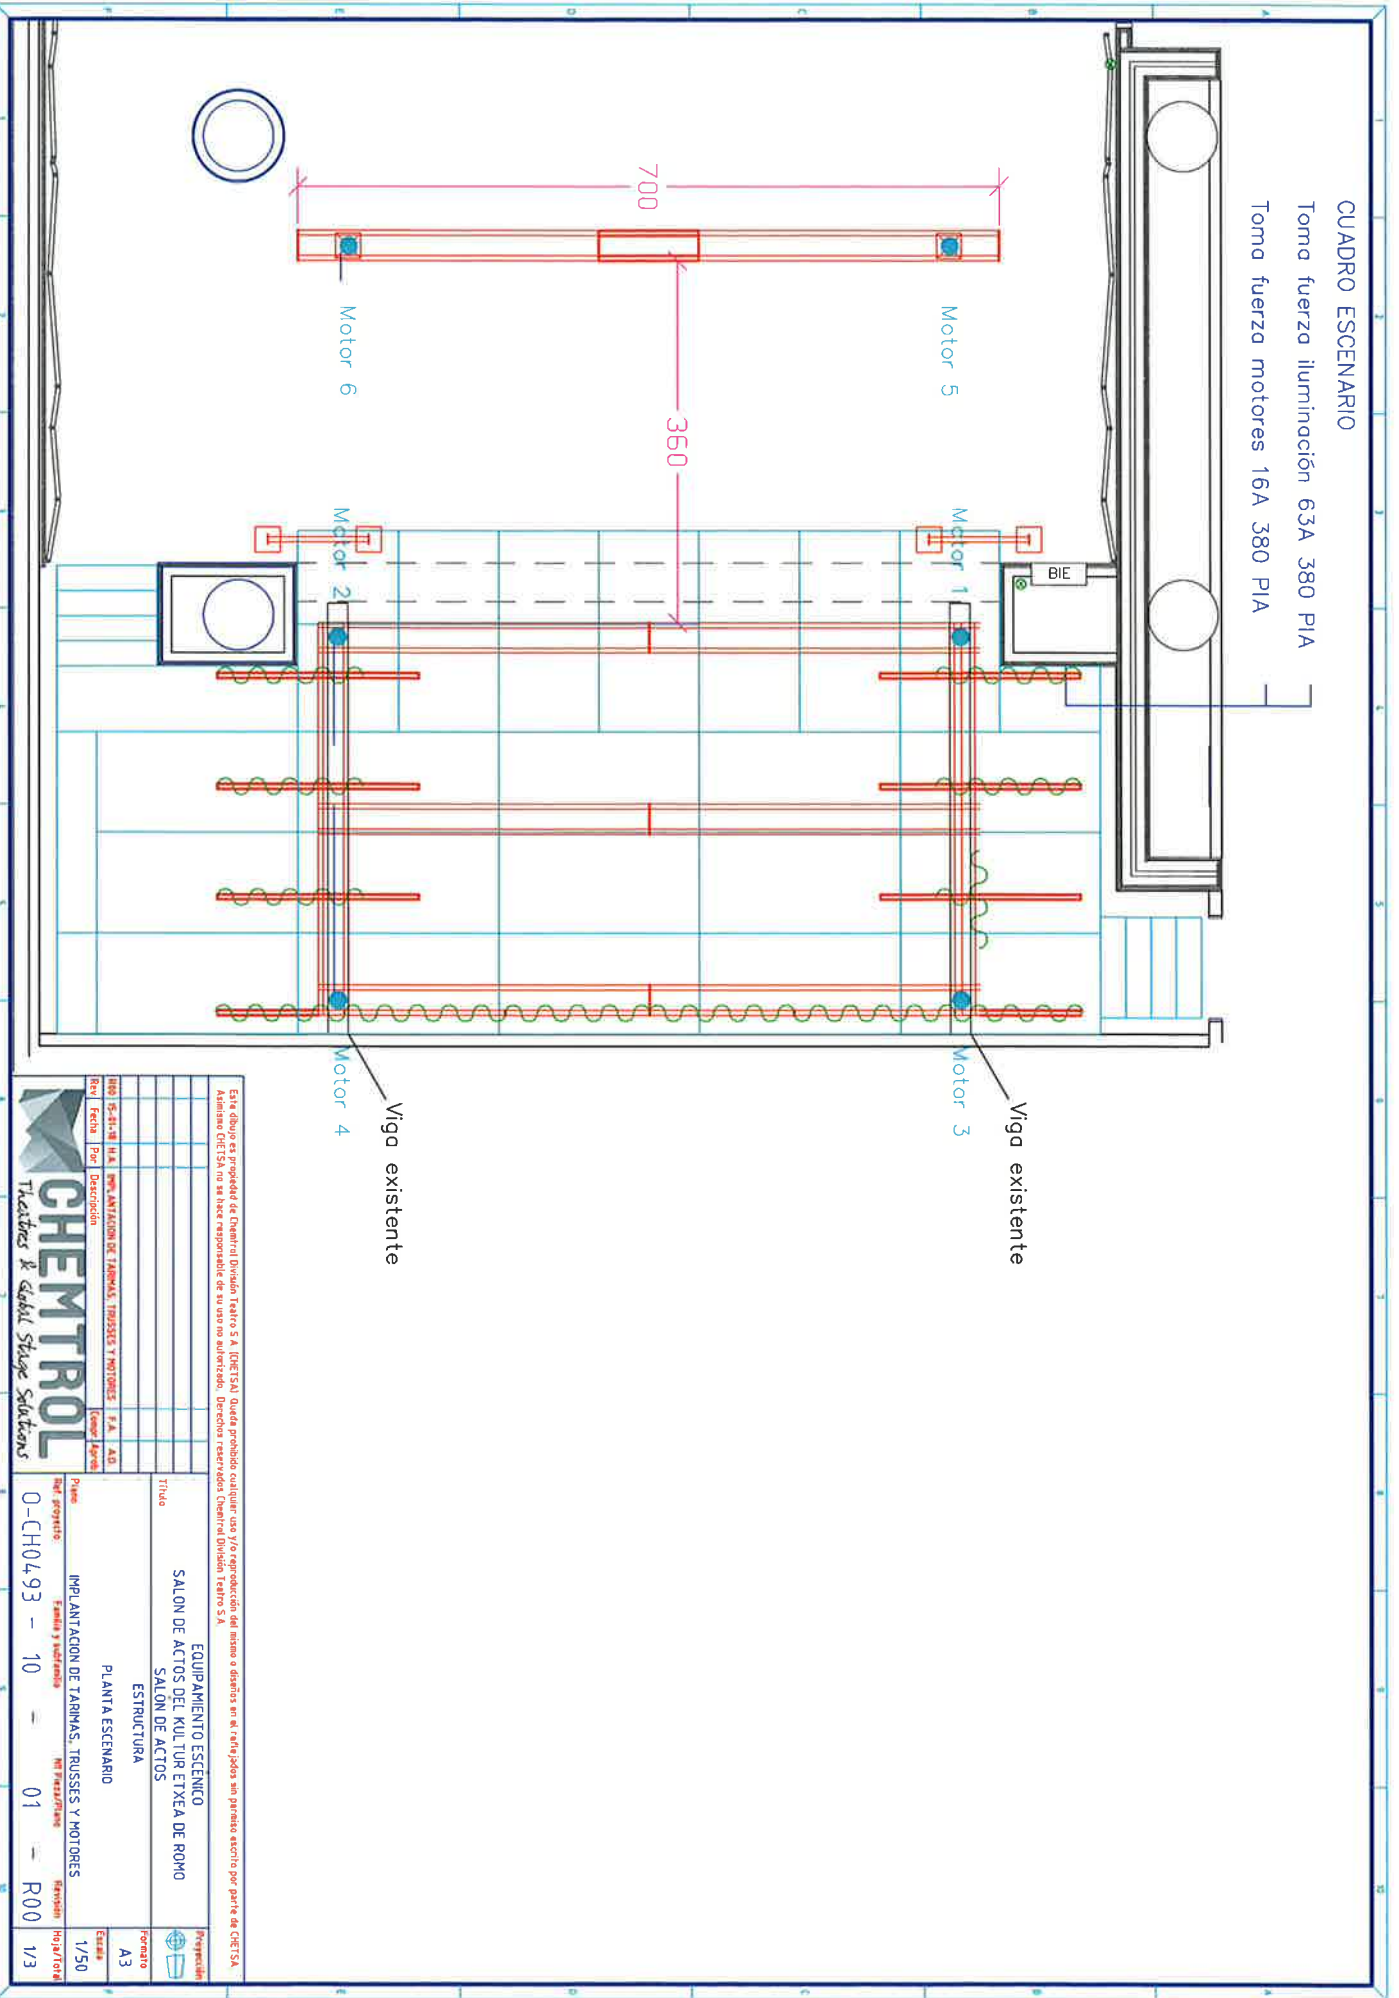 CUADRO ESCENARIO
Toma fuerza iluminación 63A 380 PIA
Toma fuerza motores 16A 380 PIA
700
360
Motor 5
Motor 6
Motor 1
Motor 2
BIE
Motor 3
Motor 4
Viga existente
Viga existente
Este dibujo es propiedad de Chemtrol División Teatro S.A. (CHETSA) Queda prohibido cualquier uso y/o reproducción del mismo o diseños en el reflejados sin permiso escrito por parte de CHETSA
Asimismo CHETSA no se hace responsable de su uso no autorizado. Derechos reservados Chemtrol División Teatro S.A.
R00 15-01-18 H.A. IMPLANTACION DE TARIMAS, TRUSSES Y MOTORES F.A. A.O
Rev Fecha Por Descripción Compr. Aprob.
CHEMTROL
Theatres & Global Stage Solutions
Título
EQUIPAMIENTO ESCENICO
SALON DE ACTOS DEL KULTUR ETXEA DE ROMO
SALÓN DE ACTOS
ESTRUCTURA
PLANTA ESCENARIO
Plano
IMPLANTACION DE TARIMAS, TRUSSES Y MOTORES
Proyección
Formato
A3
Escala
1/50
Ref. proyecto Familia y subfamilia Nº Pieza/Plano Revisión Hoja/Total
0-CH0493 - 10 - 01 - R00 1/3